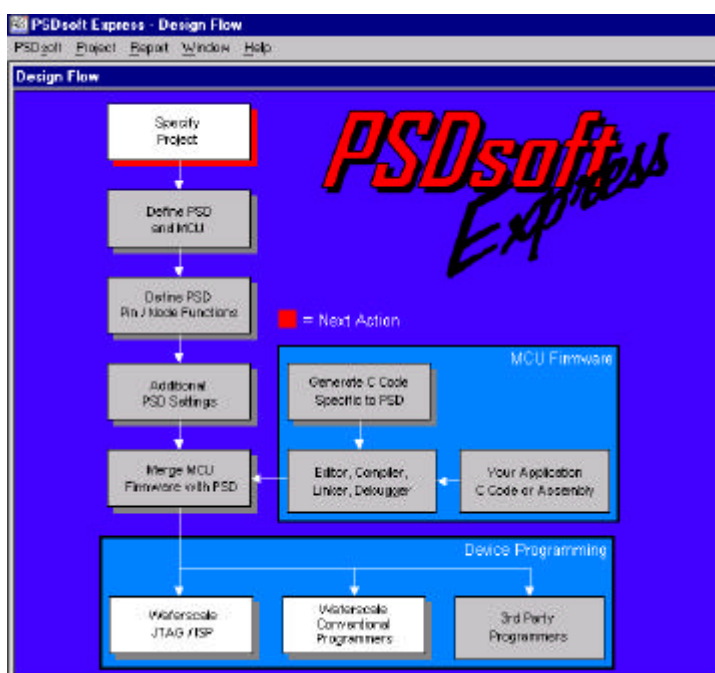 PSDsoft Express - Design Flow
PSDsoft Project Report Window Help
Design Flow
Specify
Project
PSDsoft
Express
Define PSD
and MCU
Define PSD
Pin / Node Functions
= Next Action
MCU Firmware
Additional
PSD Settings
Generate C Code
Specific to PSD
Merge MCU
Firmware with PSD
Editor, Compiler,
Linker, Debugger
Your Application
C Code or Assembly
Device Programming
Waferscale
JTAG / ISP
Waferscale
Conventional
Programmers
3rd Party
Programmers